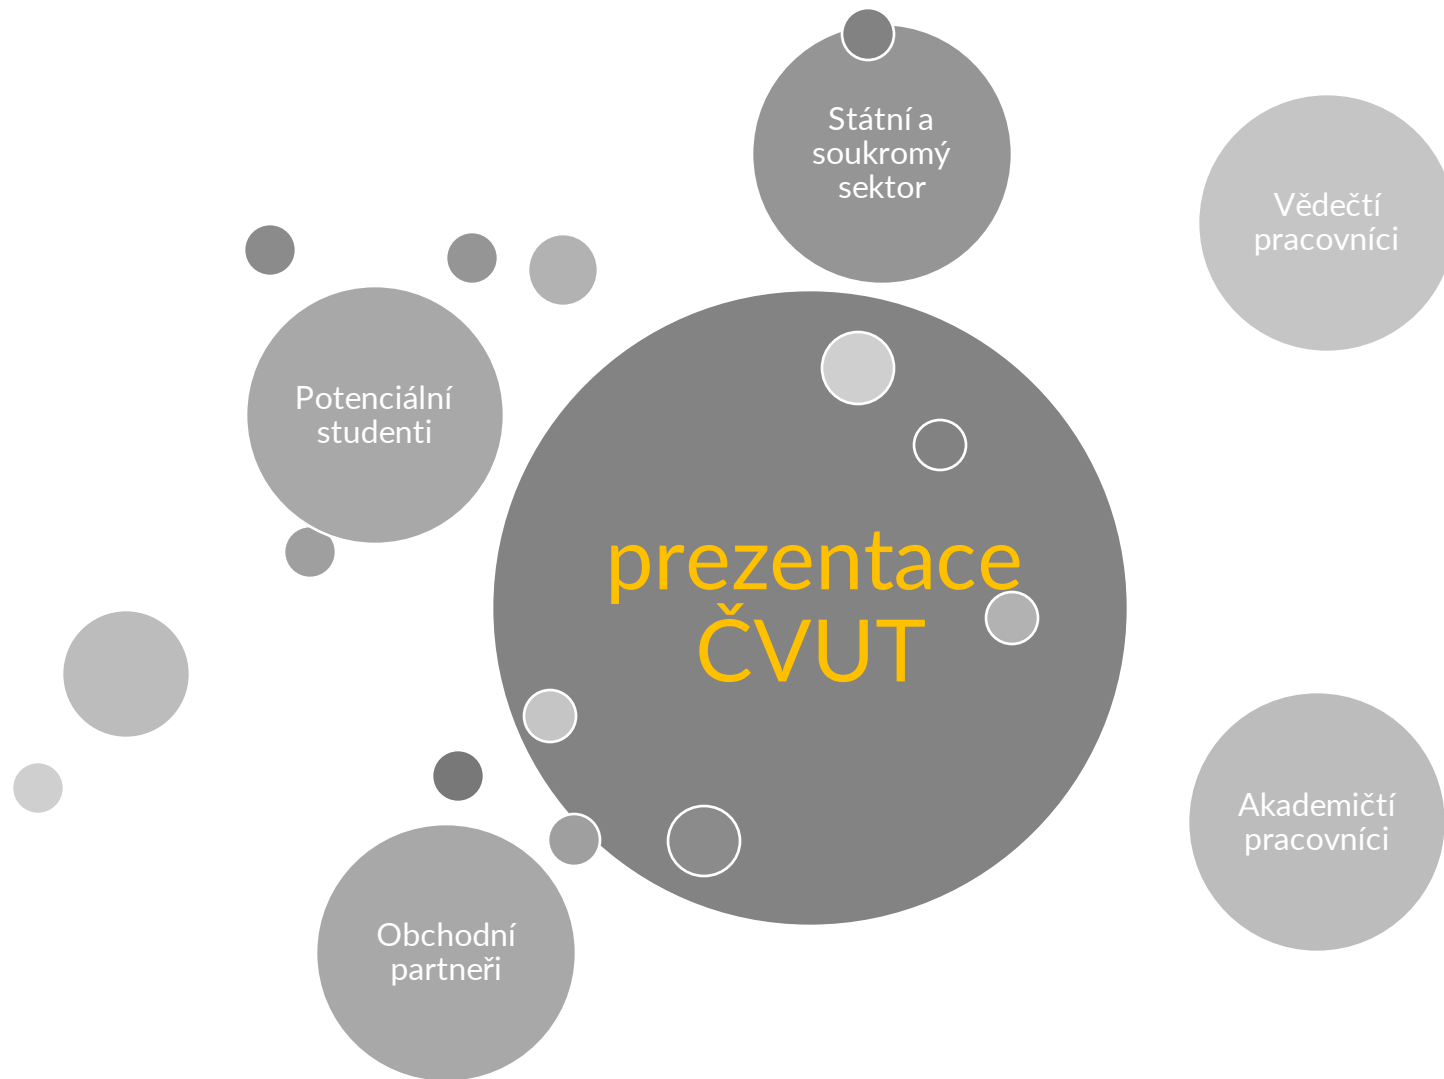 Státní a
soukromý
sektor
Vědečtí
pracovníci
Potenciální
studenti
prezentace
ČVUT
Akademičtí
pracovníci
Obchodní
partneři